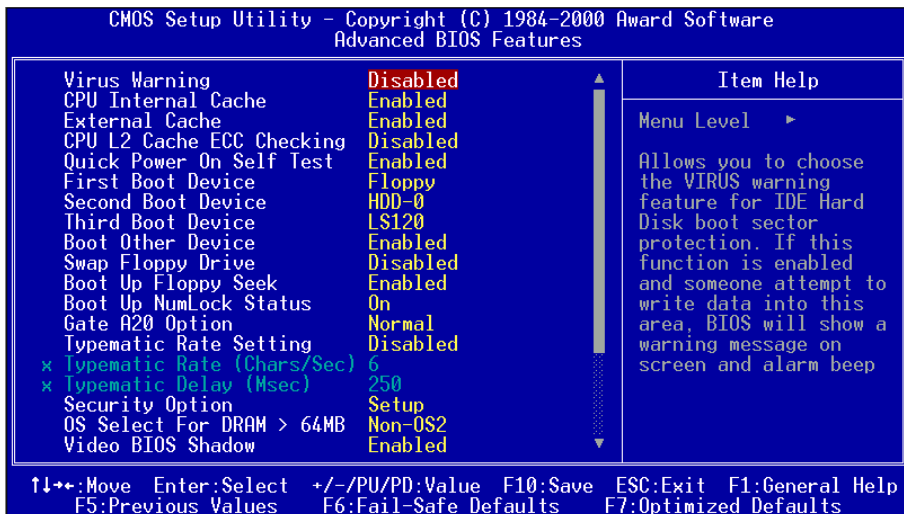 CMOS Setup Utility – Copyright (C) 1984-2000 Award Software
Advanced BIOS Features
Virus Warning Disabled
CPU Internal Cache Enabled
External Cache Enabled
CPU L2 Cache ECC Checking Disabled
Quick Power On Self Test Enabled
First Boot Device Floppy
Second Boot Device HDD-0
Third Boot Device LS120
Boot Other Device Enabled
Swap Floppy Drive Disabled
Boot Up Floppy Seek Enabled
Boot Up NumLock Status On
Gate A20 Option Normal
Typematic Rate Setting Disabled
x Typematic Rate (Chars/Sec) 6
x Typematic Delay (Msec) 250
Security Option Setup
OS Select For DRAM > 64MB Non-OS2
Video BIOS Shadow Enabled
Item Help
Menu Level ►
Allows you to choose
the VIRUS warning
feature for IDE Hard
Disk boot sector
protection. If this
function is enabled
and someone attempt to
write data into this
area, BIOS will show a
warning message on
screen and alarm beep
↑↓→←:Move Enter:Select +/-/PU/PD:Value F10:Save ESC:Exit F1:General Help
F5:Previous Values F6:Fail-Safe Defaults F7:Optimized Defaults